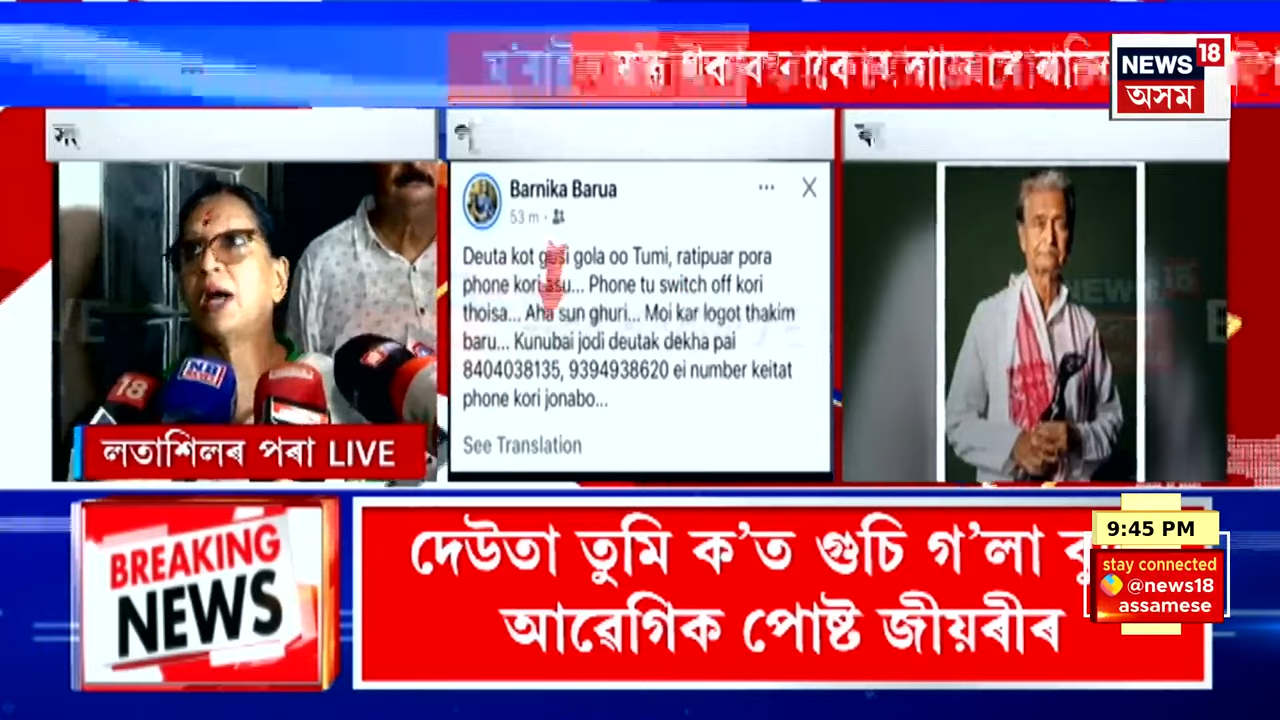 NEWS 18
অসম
Barnika Barua
53 m
Deuta kot gusi gola oo Tumi, ratipuar pora
phone kori asu... Phone tu switch off kori
thoisa... Aha sun ghuri... Moi kar logot thakim
baru... Kunubai jodi deutak dekha pai
8404038135, 9394938620 ei number keitat
phone kori jonabo...
See Translation
18
NB
লতাশিলৰ পৰা LIVE
BREAKING
NEWS
দেউতা তুমি ক'ত গুচি গ'লা
আৱেগিক পোষ্ট জীয়ৰীৰ
9:45 PM
stay connected
@news18
assamese